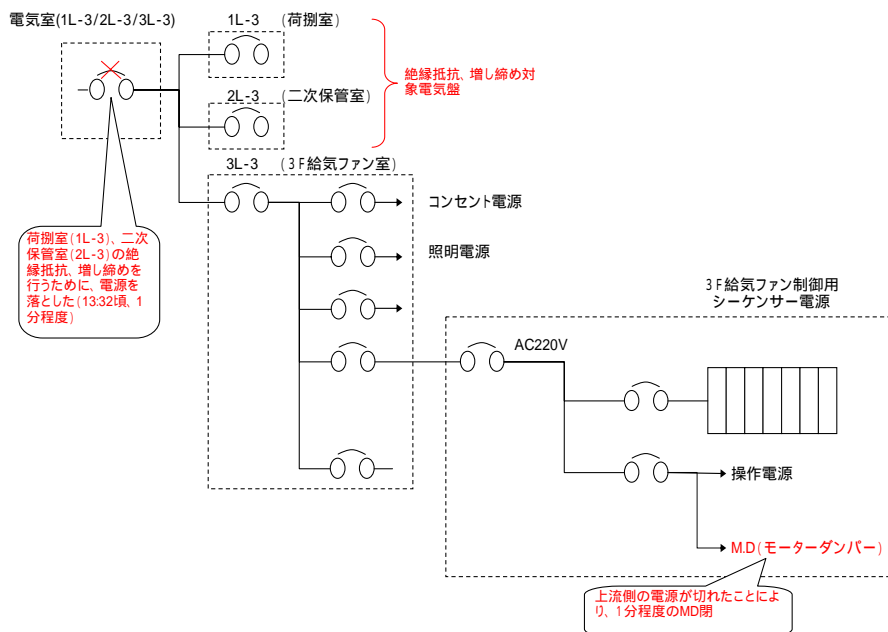 電気室(1L-3/2L-3/3L-3)
1L-3 (荷捌室)
2L-3 (二次保管室)
絶縁抵抗、増し締め対
象電気盤
3L-3 (3F給気ファン室)
コンセント電源
照明電源
荷捌室(1L-3)、二次
保管室(2L-3)の絶
縁抵抗、増し締めを
行うために、電源を
落とした(13:32頃、1
分程度)
3F給気ファン制御用
シーケンサー電源
AC220V
操作電源
M.D(モーターダンパー)
上流側の電源が切れたことによ
り、1分程度のMD閉